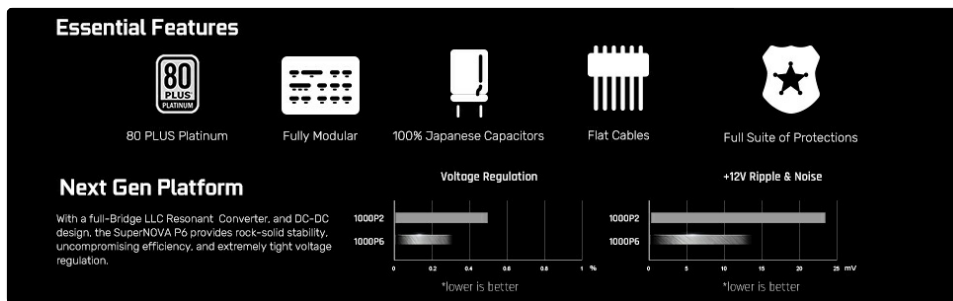 Essential Features
80
PLUS
PLATINUM
80 PLUS Platinum
Fully Modular
100% Japanese Capacitors
Flat Cables
Full Suite of Protections
Next Gen Platform
With a full-Bridge LLC Resonant Converter, and DC-DC
design, the SuperNOVA P6 provides rock-solid stability,
uncompromising efficiency, and extremely tight voltage
regulation.
Voltage Regulation
1000P2
1000P6
0 0.2 0.4 0.6 0.8 1 %
*lower is better
+12V Ripple & Noise
1000P2
1000P6
0 5 10 15 20 25 mV
*lower is better